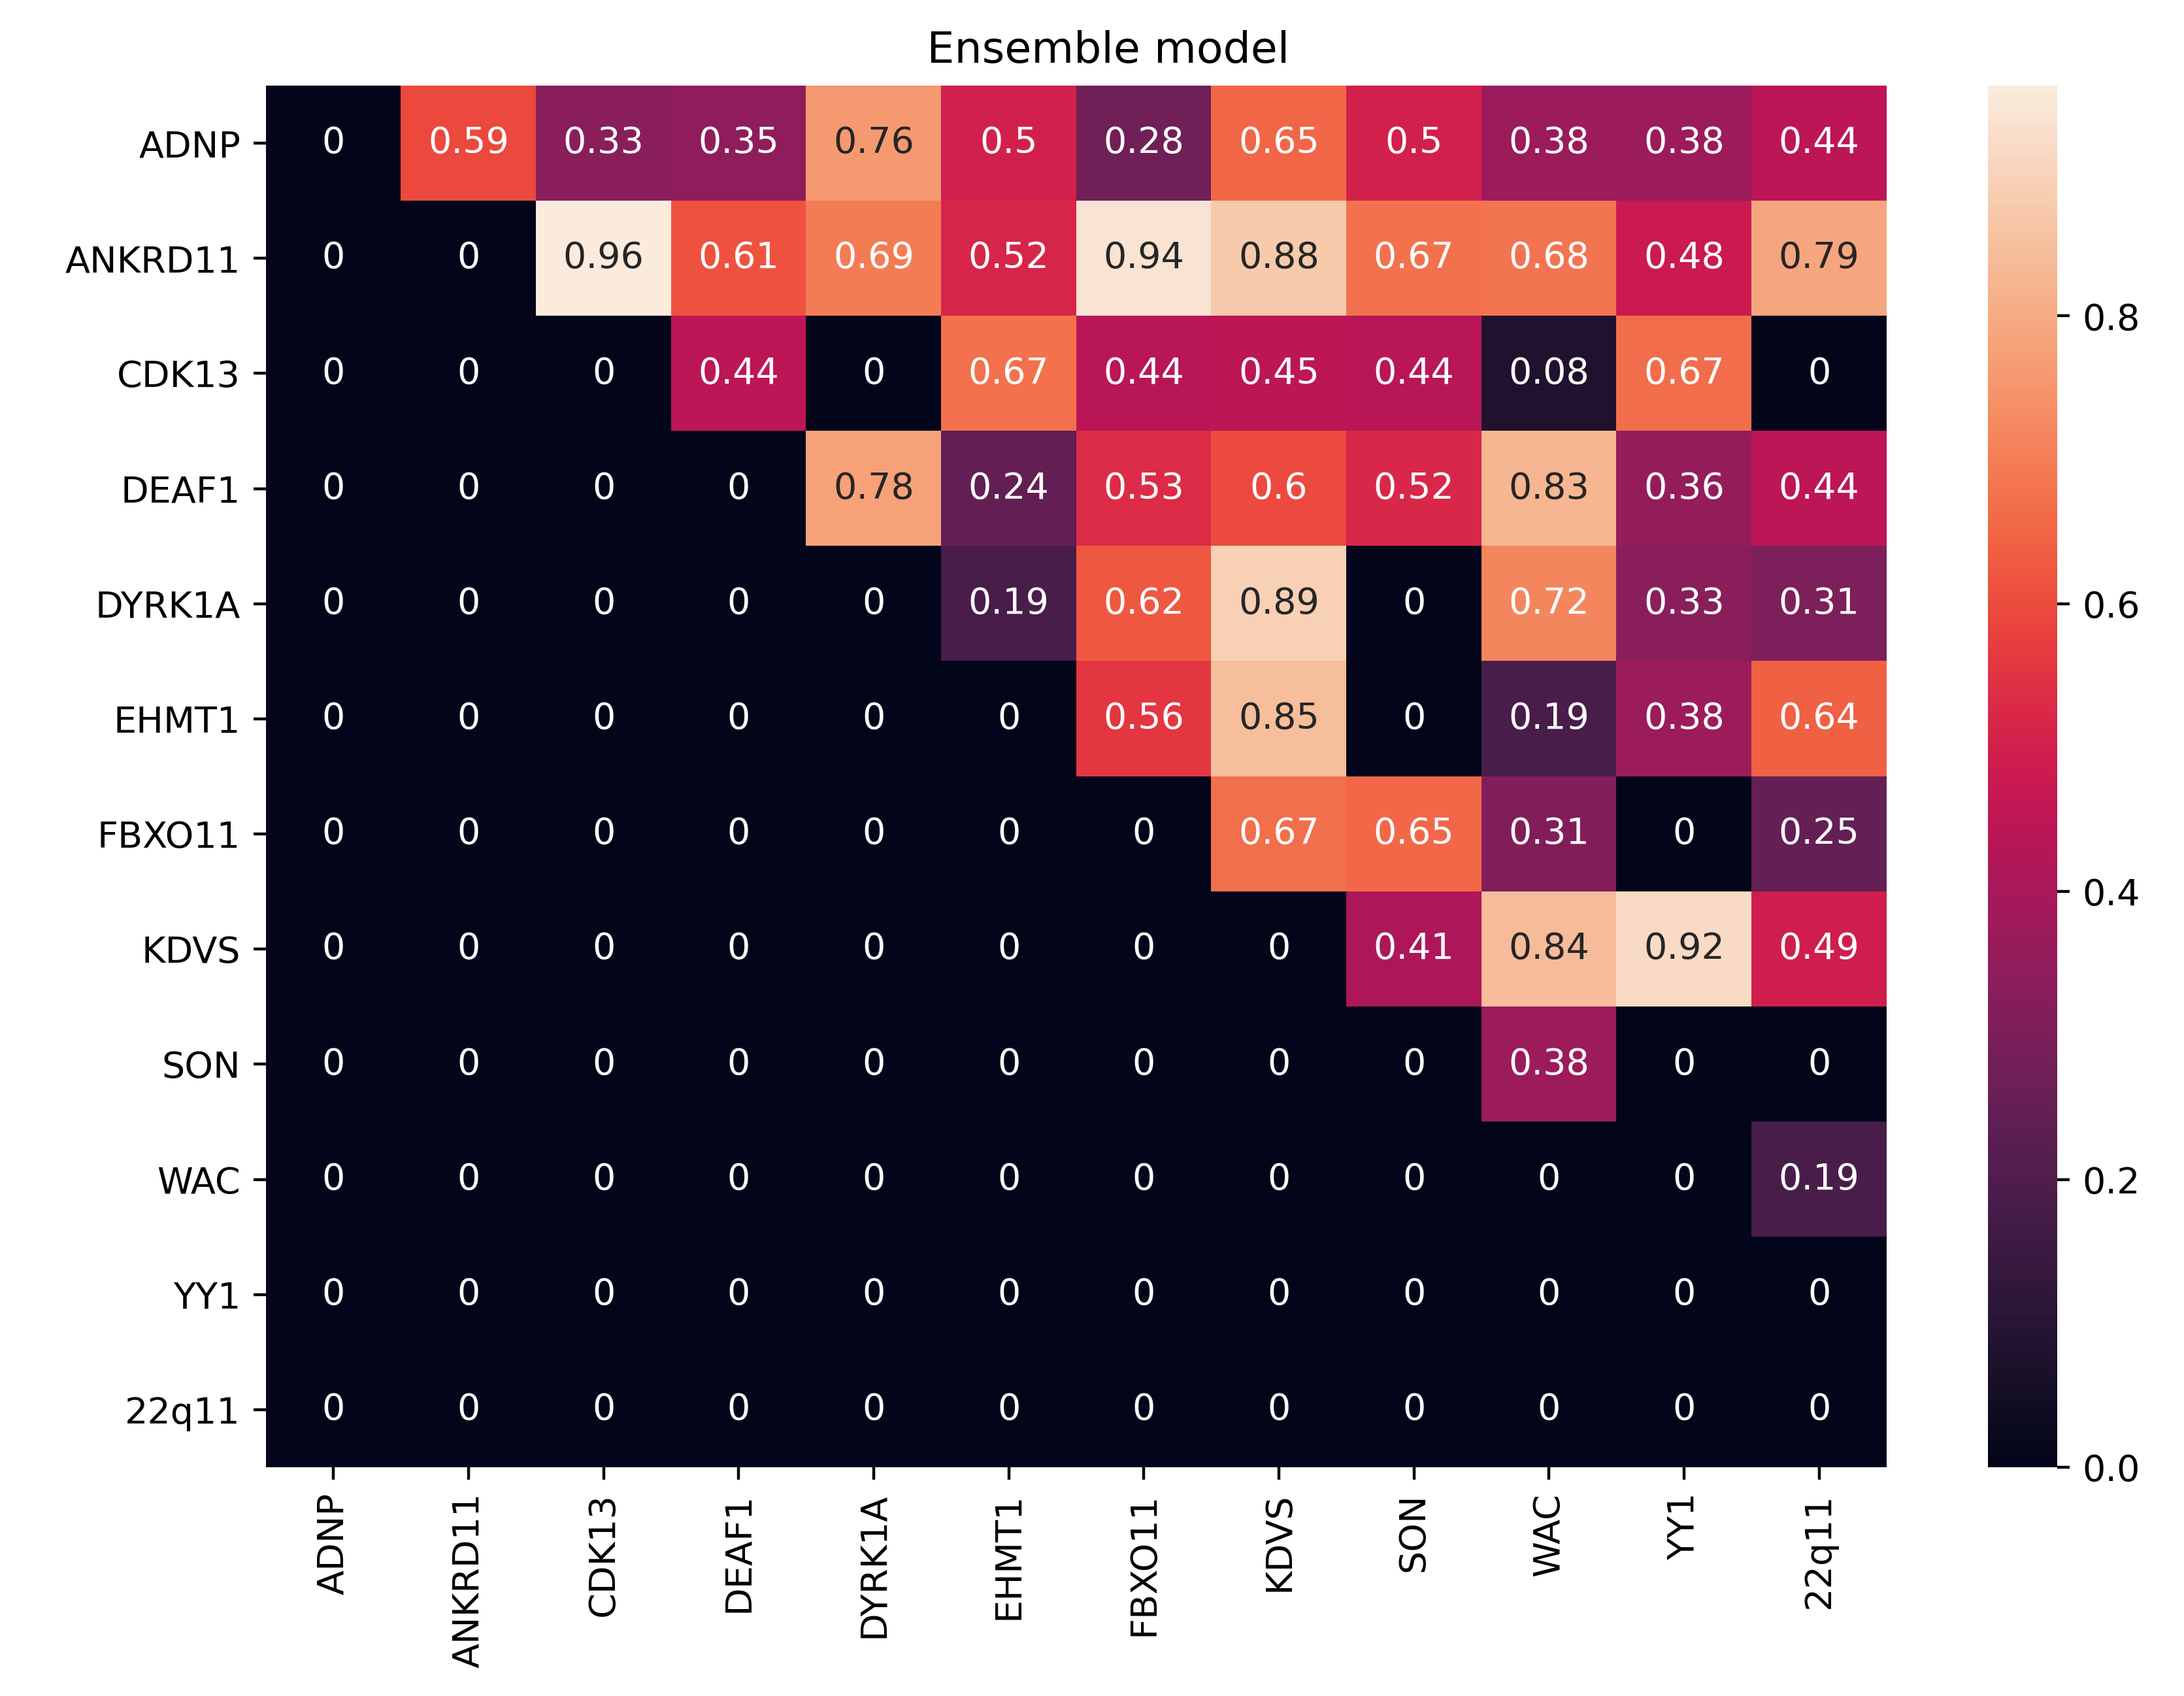 Ensemble model
ADNP 0 0.59 0.33 0.35 0.76 0.5 0.28 0.65 0.5 0.38 0.38 0.44
ANKRD11 0 0 0.96 0.61 0.69 0.52 0.94 0.88 0.67 0.68 0.48 0.79
CDK13 0 0 0 0.44 0 0.67 0.44 0.45 0.44 0.08 0.67 0
DEAF1 0 0 0 0 0.78 0.24 0.53 0.6 0.52 0.83 0.36 0.44
DYRK1A 0 0 0 0 0 0.19 0.62 0.89 0 0.72 0.33 0.31
EHMT1 0 0 0 0 0 0 0.56 0.85 0 0.19 0.38 0.64
FBXO11 0 0 0 0 0 0 0 0.67 0.65 0.31 0 0.25
KDVS 0 0 0 0 0 0 0 0 0.41 0.84 0.92 0.49
SON 0 0 0 0 0 0 0 0 0 0.38 0 0
WAC 0 0 0 0 0 0 0 0 0 0 0 0.19
YY1 0 0 0 0 0 0 0 0 0 0 0 0
22q11 0 0 0 0 0 0 0 0 0 0 0 0
ADNP ANKRD11 CDK13 DEAF1 DYRK1A EHMT1 FBXO11 KDVS SON WAC YY1 22q11
0.8
0.6
0.4
0.2
0.0